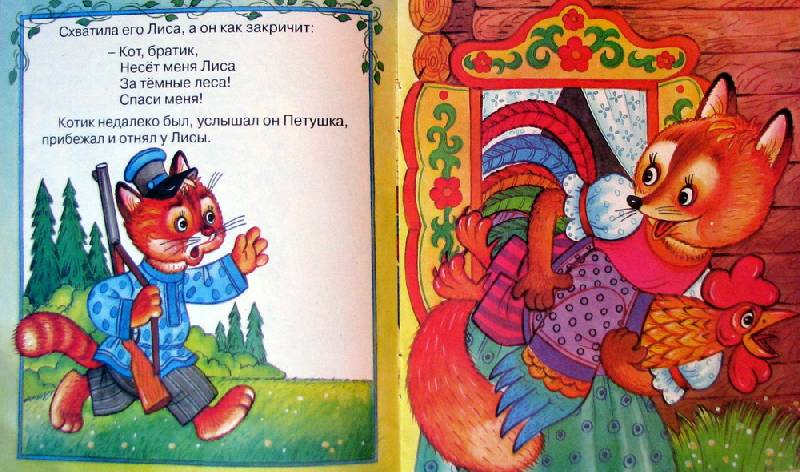 Схватила его Лиса, а он как закричит:
– Кот, братик,
Несёт меня Лиса
За тёмные леса!
Спаси меня!
Котик недалеко был, услышал он Петушка,
прибежал и отнял у Лисы.